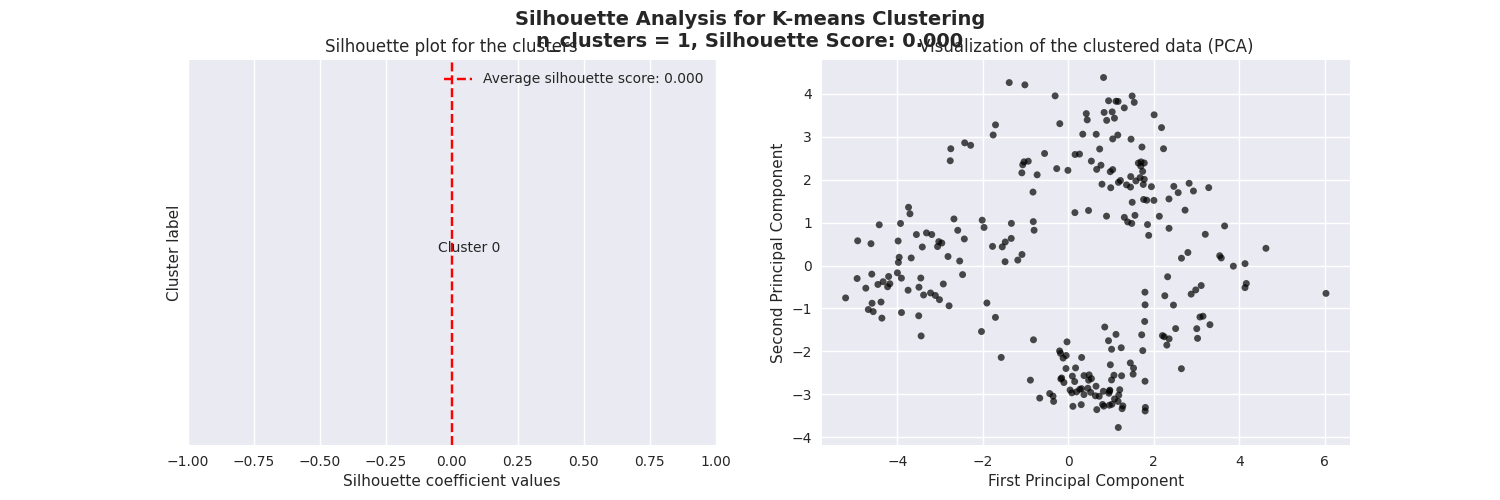 Silhouette Analysis for K-means Clustering
n_clusters = 1, Silhouette Score: 0.000
Silhouette plot for the clusters
Average silhouette score: 0.000
Cluster label
Cluster 0
−1.00 −0.75 −0.50 −0.25 0.00 0.25 0.50 0.75 1.00
Silhouette coefficient values
Visualization of the clustered data (PCA)
Second Principal Component
4
3
2
1
0
−1
−2
−3
−4
−4 −2 0 2 4 6
First Principal Component